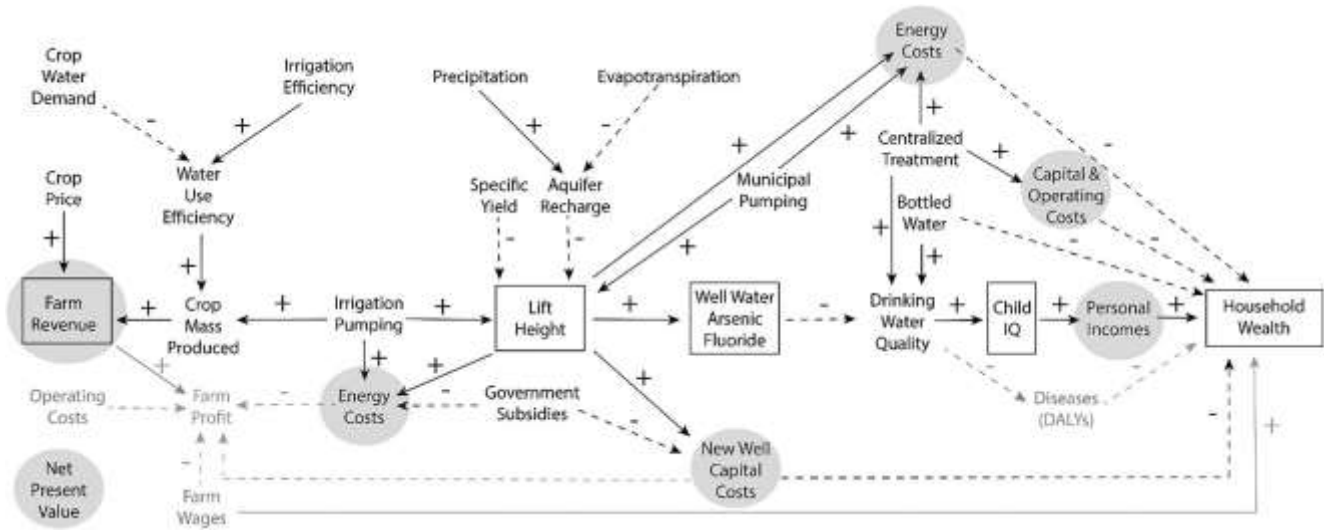 Energy
Costs
Crop
Water
Demand
Irrigation
Efficiency
Precipitation
Evapotranspiration
-
+
+
-
+
+
+
+
-
Centralized
Treatment
+
Capital &
Operating
Costs
Crop
Price
Water
Use
Efficiency
Specific
Yield
Aquifer
Recharge
Municipal
Pumping
Bottled
Water
+
+
-
-
+
+
+
-
-
Farm
Revenue
+
Crop
Mass
Produced
+
Irrigation
Pumping
+
Lift
Height
+
Well Water
Arsenic
Fluoride
-
Drinking
Water
Quality
+
Child
IQ
+
Personal
Incomes
+
Household
Wealth
+
+
+
+
-
-
Operating
Costs
-
Farm
Profit
-
Energy
Costs
-
Government
Subsidies
-
Diseases
(DALYs)
-
+
New Well
Capital
Costs
Net
Present
Value
-
Farm
Wages